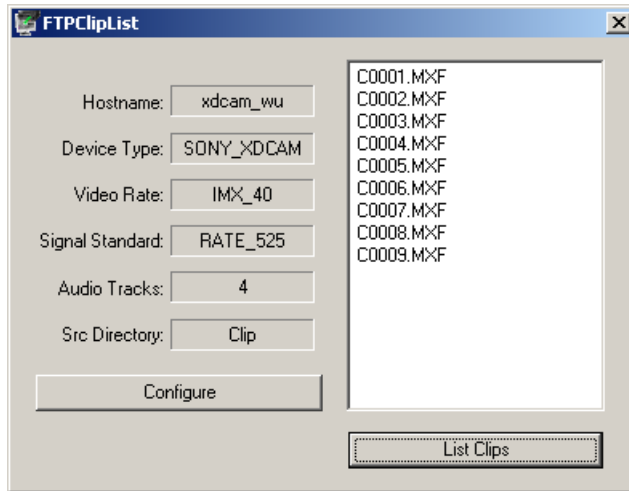 FTPClipList
Hostname: xdcam_wu
Device Type: SONY_XDCAM
Video Rate: IMX_40
Signal Standard: RATE_525
Audio Tracks: 4
Src Directory: Clip
Configure
C0001.MXF
C0002.MXF
C0003.MXF
C0004.MXF
C0005.MXF
C0006.MXF
C0007.MXF
C0008.MXF
C0009.MXF
List Clips